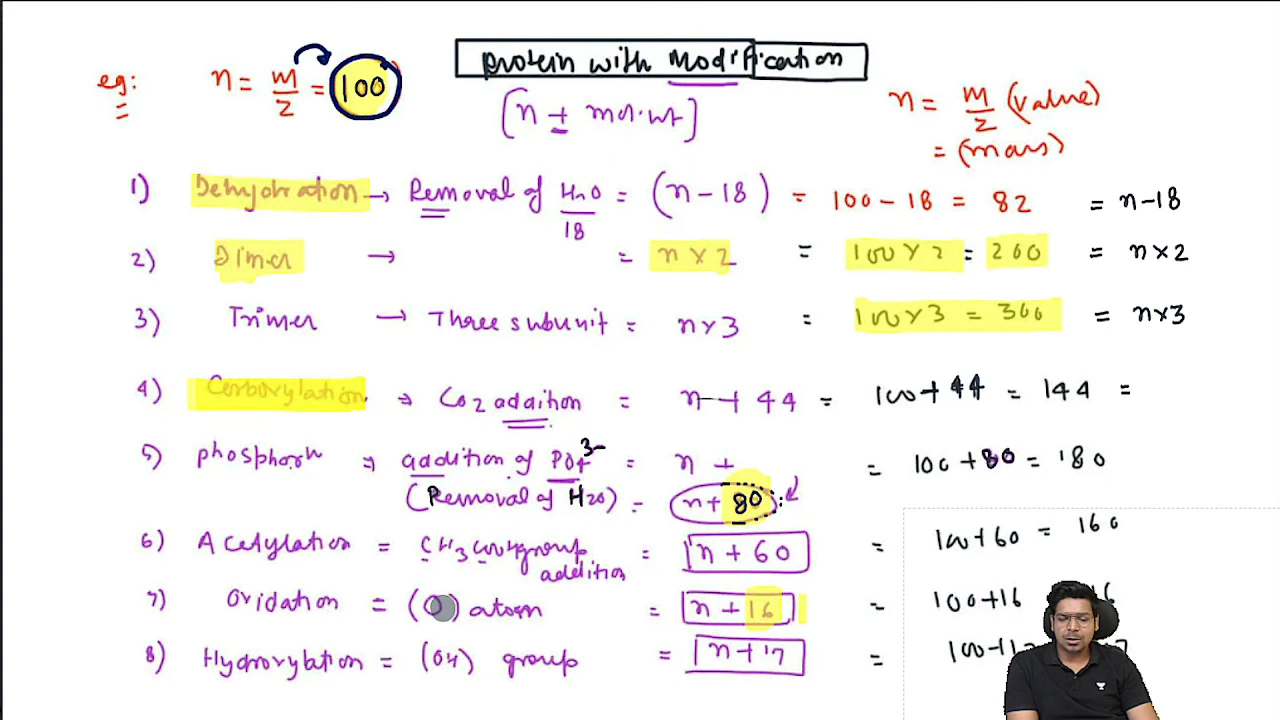 protein with Modification
eg: n = m/z = 100
[n ± mol.wt]
n = m/z (value)
= (mass)
1) Dehydration → Removal of H2O/18 = (n-18) = 100-18 = 82 = n-18
2) Dimer → = n x 2 = 100 x 2 = 200 = n x 2
3) Trimer → Three subunit = n x 3 = 100 x 3 = 300 = n x 3
4) Carboxylation → CO2 addition = n + 44 = 100 + 44 = 144 =
5) phosphorn ⇒ addition of PO4 3- = n + = 100 + 80 = 180
(Removal of H2O) = n + 80
6) Acetylation = CH3 COOH group addition = n + 60 = 100 + 60 = 160
7) Oxidation = (O) atom = n + 16 = 100 + 16 16
8) Hydroxylation = (OH) group = n + 17 =